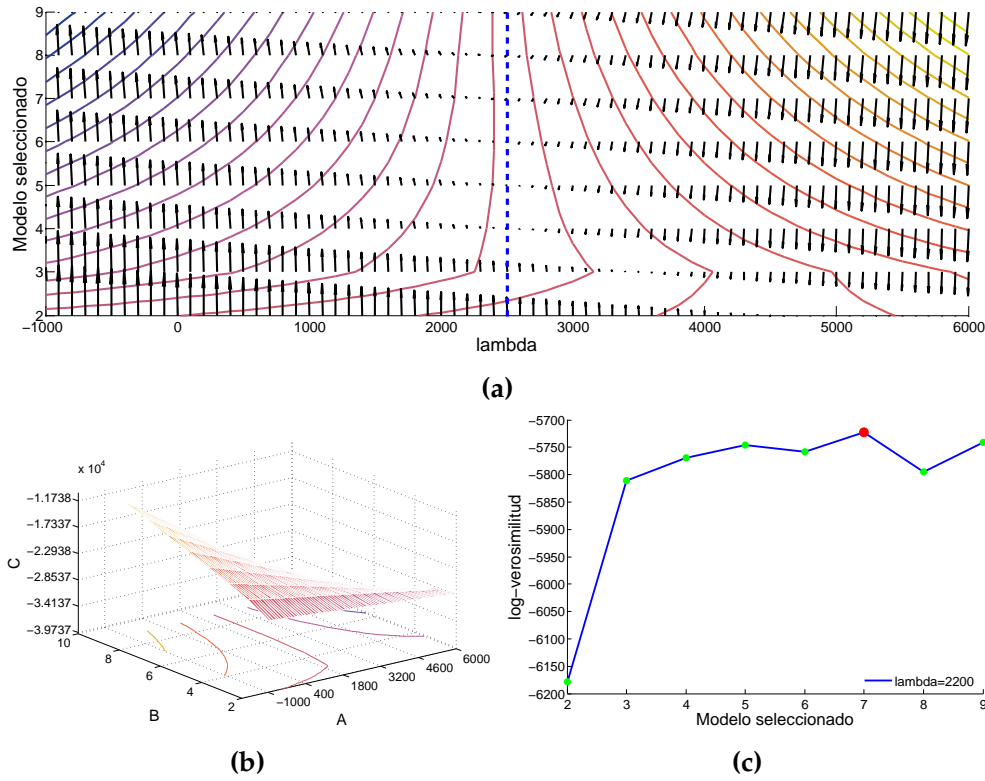 9
8
7
6
5
4
3
2
Modelo seleccionado
−1000 0 1000 2000 3000 4000 5000 6000
lambda
(a)
x 10^4
−1.1738
−1.7337
−2.2938
−2.8537
−3.4137
−3.9737
C
10
8
6
4
2
B
−1000
400
1800
3200
4600
6000
A
(b)
−5700
−5750
−5800
−5850
−5900
−5950
−6000
−6050
−6100
−6150
−6200
log−verosimilitud
lambda=2200
2 3 4 5 6 7 8 9
Modelo seleccionado
(c)